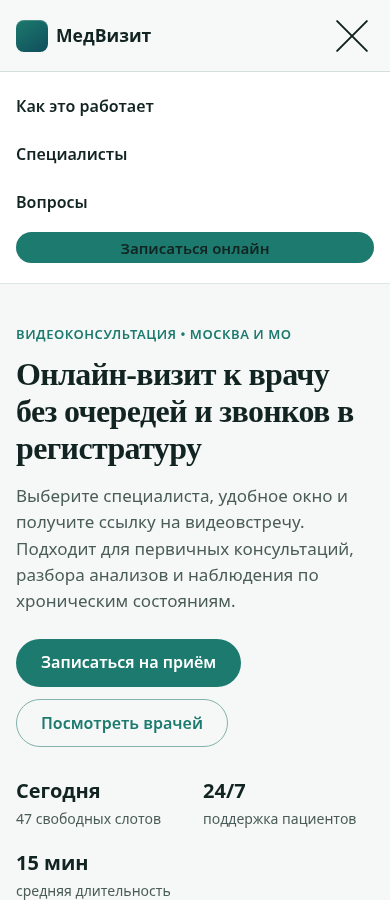 МедВизит
Как это работает
Специалисты
Вопросы
Записаться онлайн
ВИДЕОКОНСУЛЬТАЦИЯ • МОСКВА И МО
Онлайн-визит к врачу
без очередей и звонков в
регистратуру
Выберите специалиста, удобное окно и
получите ссылку на видеовстречу.
Подходит для первичных консультаций,
разбора анализов и наблюдения по
хроническим состояниям.
Записаться на приём
Посмотреть врачей
Сегодня
47 свободных слотов
24/7
поддержка пациентов
15 мин
средняя длительность